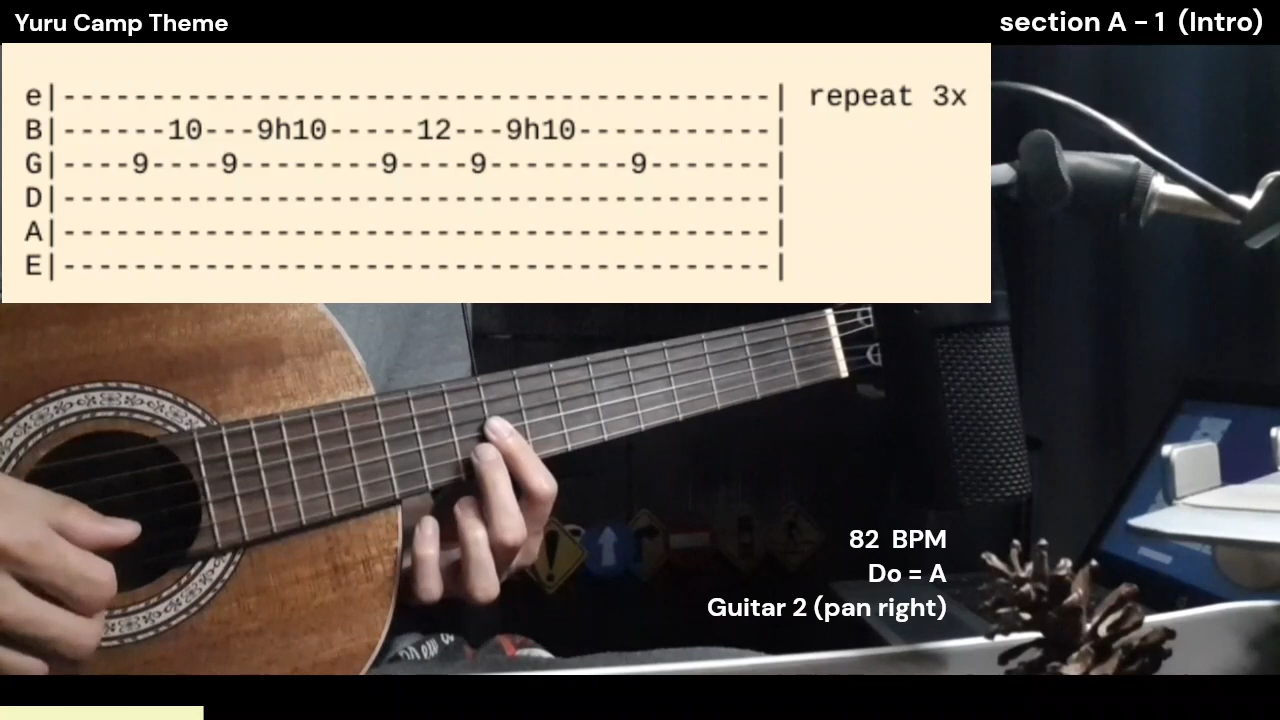 Yuru Camp Theme
section A - 1 (Intro)
e|----------------------------------------| repeat 3x
B|------10---9h10-----12---9h10-----------|
G|----9----9--------9----9--------9-------|
D|----------------------------------------|
A|----------------------------------------|
E|----------------------------------------|
82 BPM
Do = A
Guitar 2 (pan right)